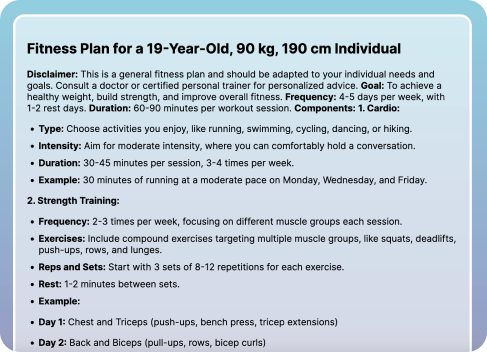 Fitness Plan for a 19-Year-Old, 90 kg, 190 cm Individual
Disclaimer: This is a general fitness plan and should be adapted to your individual needs and
goals. Consult a doctor or certified personal trainer for personalized advice. Goal: To achieve a
healthy weight, build strength, and improve overall fitness. Frequency: 4-5 days per week, with
1-2 rest days. Duration: 60-90 minutes per workout session. Components: 1. Cardio:
• Type: Choose activities you enjoy, like running, swimming, cycling, dancing, or hiking.
• Intensity: Aim for moderate intensity, where you can comfortably hold a conversation.
• Duration: 30-45 minutes per session, 3-4 times per week.
• Example: 30 minutes of running at a moderate pace on Monday, Wednesday, and Friday.
2. Strength Training:
• Frequency: 2-3 times per week, focusing on different muscle groups each session.
• Exercises: Include compound exercises targeting multiple muscle groups, like squats, deadlifts,
push-ups, rows, and lunges.
• Reps and Sets: Start with 3 sets of 8-12 repetitions for each exercise.
• Rest: 1-2 minutes between sets.
• Example:
• Day 1: Chest and Triceps (push-ups, bench press, tricep extensions)
• Day 2: Back and Biceps (pull-ups, rows, bicep curls)